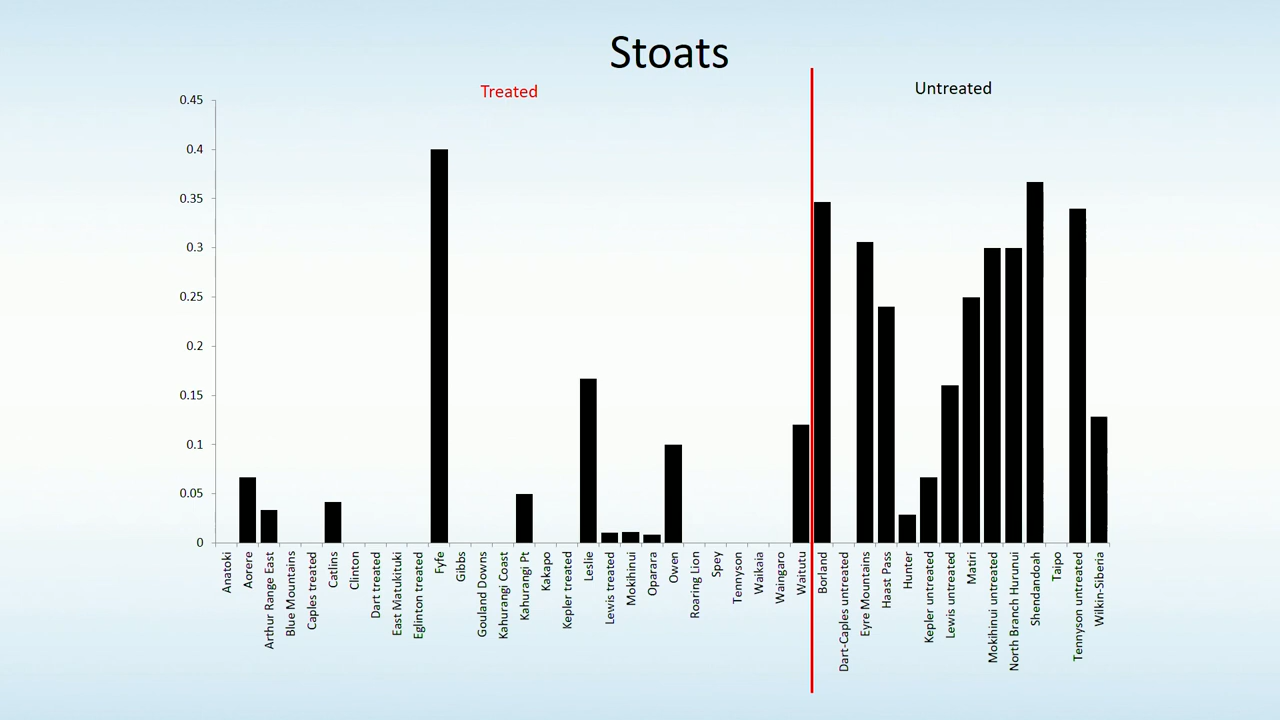 Stoats
Treated
Untreated
0.45
0.4
0.35
0.3
0.25
0.2
0.15
0.1
0.05
0
Anatoki
Aorere
Arthur Range East
Blue Mountains
Caples treated
Catlins
Clinton
Dart treated
East Matukituki
Eglinton treated
Fyfe
Gibbs
Gouland Downs
Kahurangi Coast
Kahurangi Pt
Kakapo
Kepler treated
Leslie
Lewis treated
Mokihinui
Oparara
Owen
Roaring Lion
Spey
Tennyson
Waikaia
Waingaro
Waitutu
Borland
Dart-Caples untreated
Eyre Mountains
Haast Pass
Hunter
Kepler untreated
Lewis untreated
Matiri
Mokihinui untreated
North Branch Hurunui
Shendandoah
Taipo
Tennyson untreated
Wilkin-Siberia